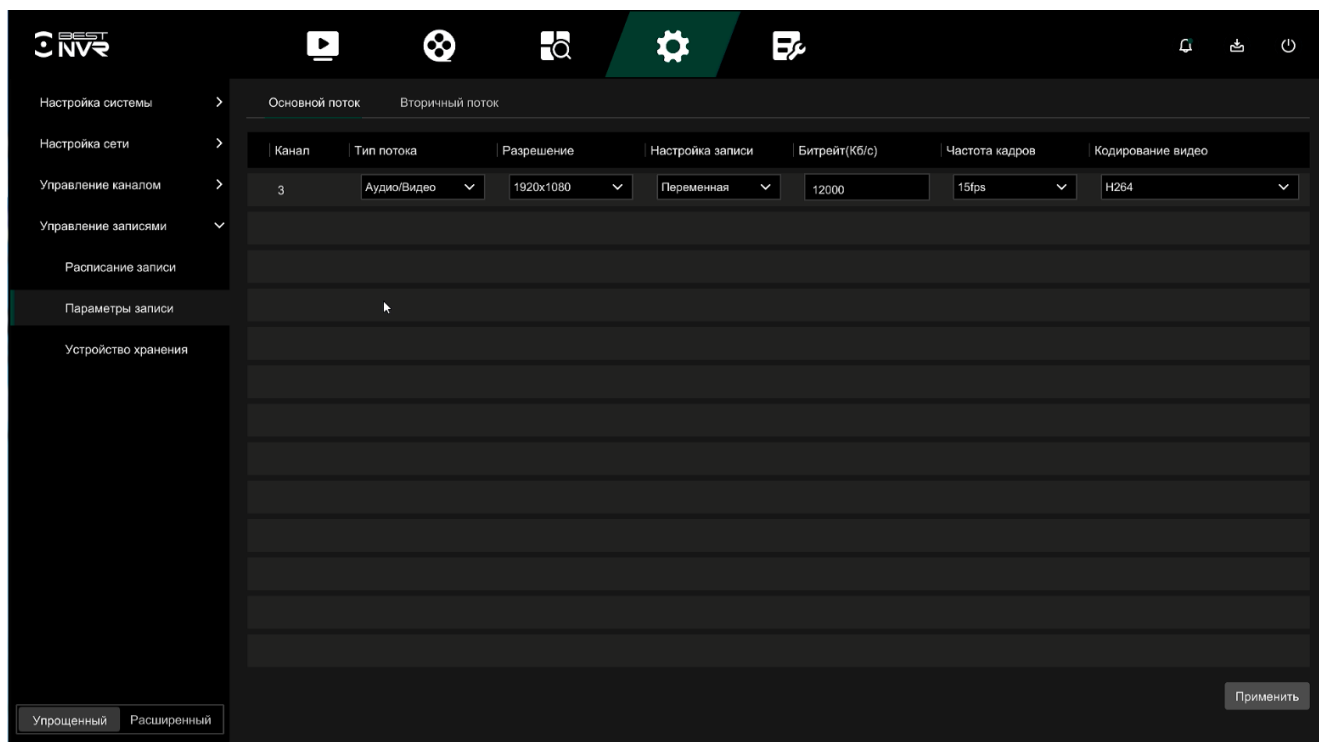 BEST
NVR
Настройка системы
Настройка сети
Управление каналом
Управление записями
Расписание записи
Параметры записи
Устройство хранения
Упрощенный Расширенный
Основной поток Вторичный поток
Канал Тип потока Разрешение Настройка записи Битрейт(Кб/с) Частота кадров Кодирование видео
3 Аудио/Видео 1920x1080 Переменная 12000 15fps H264
Применить